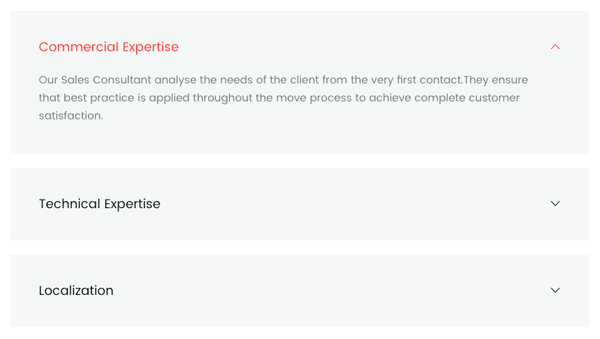 Commercial Expertise
Our Sales Consultant analyse the needs of the client from the very first contact.They ensure
that best practice is applied throughout the move process to achieve complete customer
satisfaction.
Technical Expertise
Localization